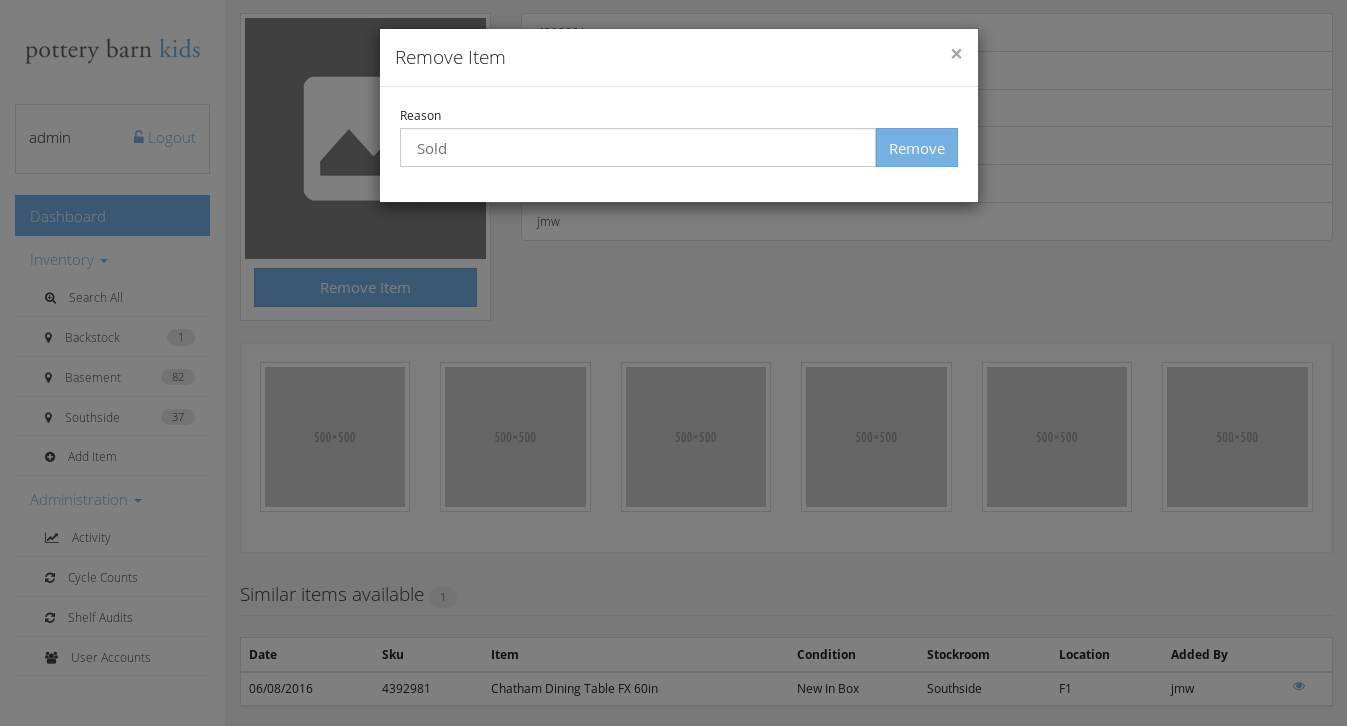 pottery barn kids
admin
Logout
Dashboard
Inventory
Search All
Backstock 1
Basement 82
Southside 37
Add Item
Administration
Activity
Cycle Counts
Shelf Audits
User Accounts
Remove Item
×
Reason
Sold
Remove
jmw
Remove Item
500×500
500×500
500×500
500×500
500×500
500×500
Similar items available 1
Date Sku Item Condition Stockroom Location Added By
06/08/2016 4392981 Chatham Dining Table FX 60in New In Box Southside F1 jmw